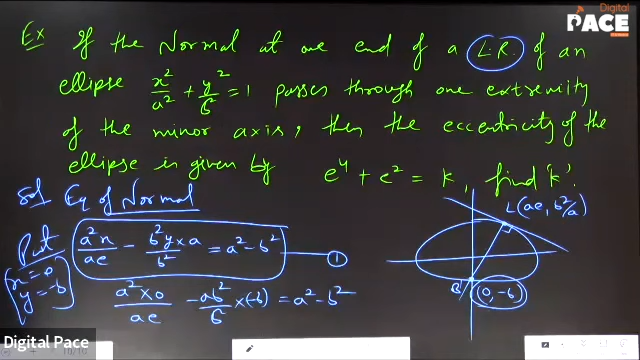 Digital
PACE
Ex If the Normal at one end of a L.R. of an
ellipse x²/a² + y²/b² = 1 passes through one extremity
of the minor axis, then the eccentricity of the
ellipse is given by e⁴ + e² = k, find 'k'.
Sol Eq of Normal
a²x/ae - b²y×a/b² = a² - b² ①
Put
x = 0
y = -b
a²×0/ae - ab²/b × (-b) = a² - b²
L(ae, b²/a)
B
(0, -b)
Digital Pace